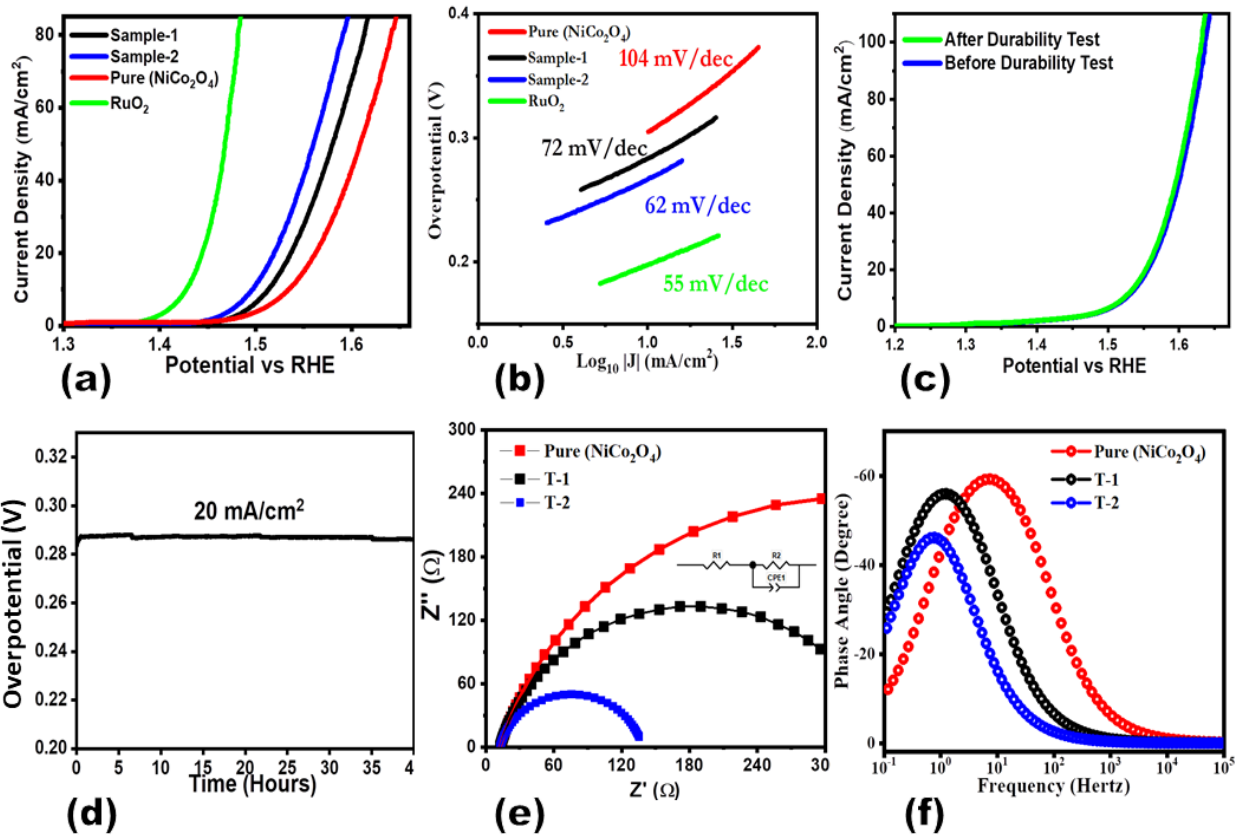 Sample-1
Sample-2
Pure (NiCo₂O₄)
RuO₂
Current Density (mA/cm²)
80
60
40
20
0
1.3 1.4 1.5 1.6
Potential vs RHE
(a)
Pure (NiCo₂O₄)
Sample-1
Sample-2
RuO₂
104 mV/dec
72 mV/dec
62 mV/dec
55 mV/dec
Overpotential (V)
0.4
0.3
0.2
0.0 0.5 1.0 1.5 2.0
Log₁₀ |J| (mA/cm²)
(b)
After Durability Test
Before Durability Test
Current Density (mA/cm²)
100
80
60
40
20
0
1.2 1.3 1.4 1.5 1.6
Potential vs RHE
(c)
20 mA/cm²
Overpotential (V)
0.32
0.30
0.28
0.26
0.24
0.22
0.20
0 5 10 15 20 25 30 35 4
Time (Hours)
(d)
Pure (NiCo₂O₄)
T-1
T-2
R1 R2
CPE1
Z'' (Ω)
300
240
180
120
60
0
0 60 120 180 240 30
Z' (Ω)
(e)
Pure (NiCo₂O₄)
T-1
T-2
Phase Angle (Degree)
-60
-40
-20
0
10⁻¹ 10⁰ 10¹ 10² 10³ 10⁴ 10⁵
Frequency (Hertz)
(f)